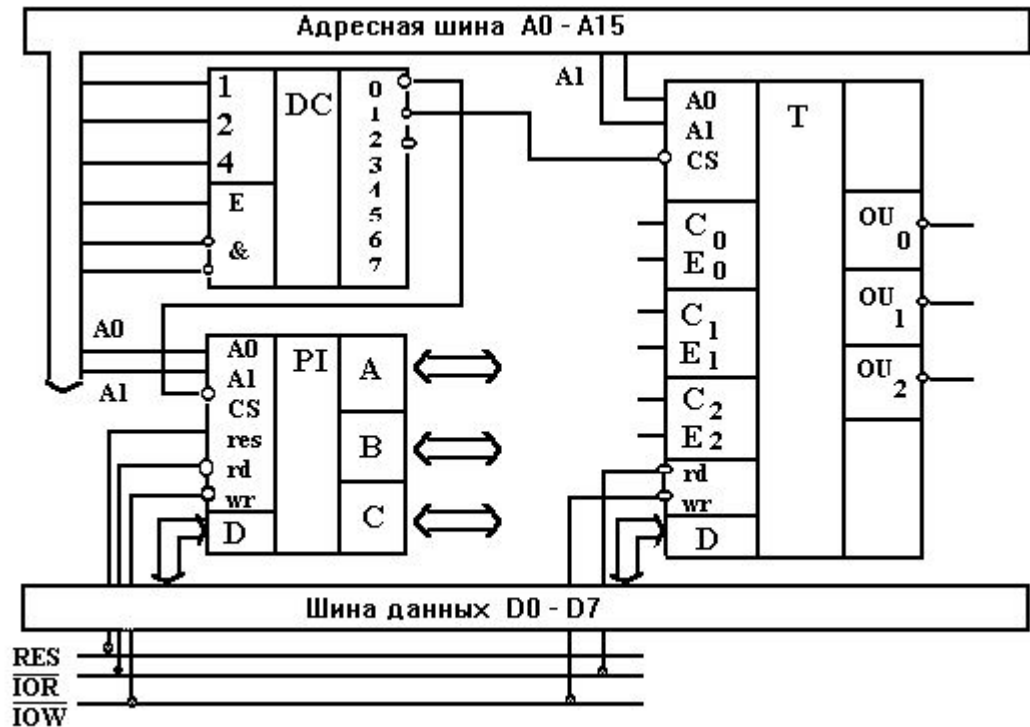 Адресная шина A0 - A15
A1
1
2
4
E
&
DC
0
1
2
3
4
5
6
7
A0
A1
CS
T
C0
E0
C1
E1
C2
E2
rd
wr
D
OU0
OU1
OU2
A0
A1
A0
A1
CS
res
rd
wr
D
PI
A
B
C
Шина данных D0 - D7
RES
IOR
IOW